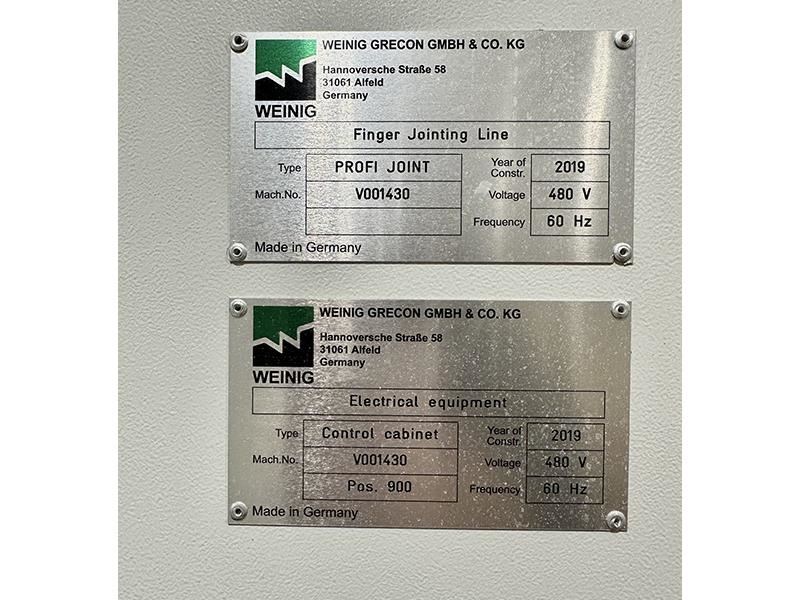 WEINIG GRECON GMBH & CO. KG
Hannoversche Straße 58
31061 Alfeld
Germany
WEINIG
Finger Jointing Line
Type PROFI JOINT Year of Constr. 2019
Mach.No. V001430 Voltage 480 V
Frequency 60 Hz
Made in Germany
WEINIG GRECON GMBH & CO. KG
Hannoversche Straße 58
31061 Alfeld
Germany
WEINIG
Electrical equipment
Type Control cabinet Year of Constr. 2019
Mach.No. V001430 Voltage 480 V
Pos. 900 Frequency 60 Hz
Made in Germany